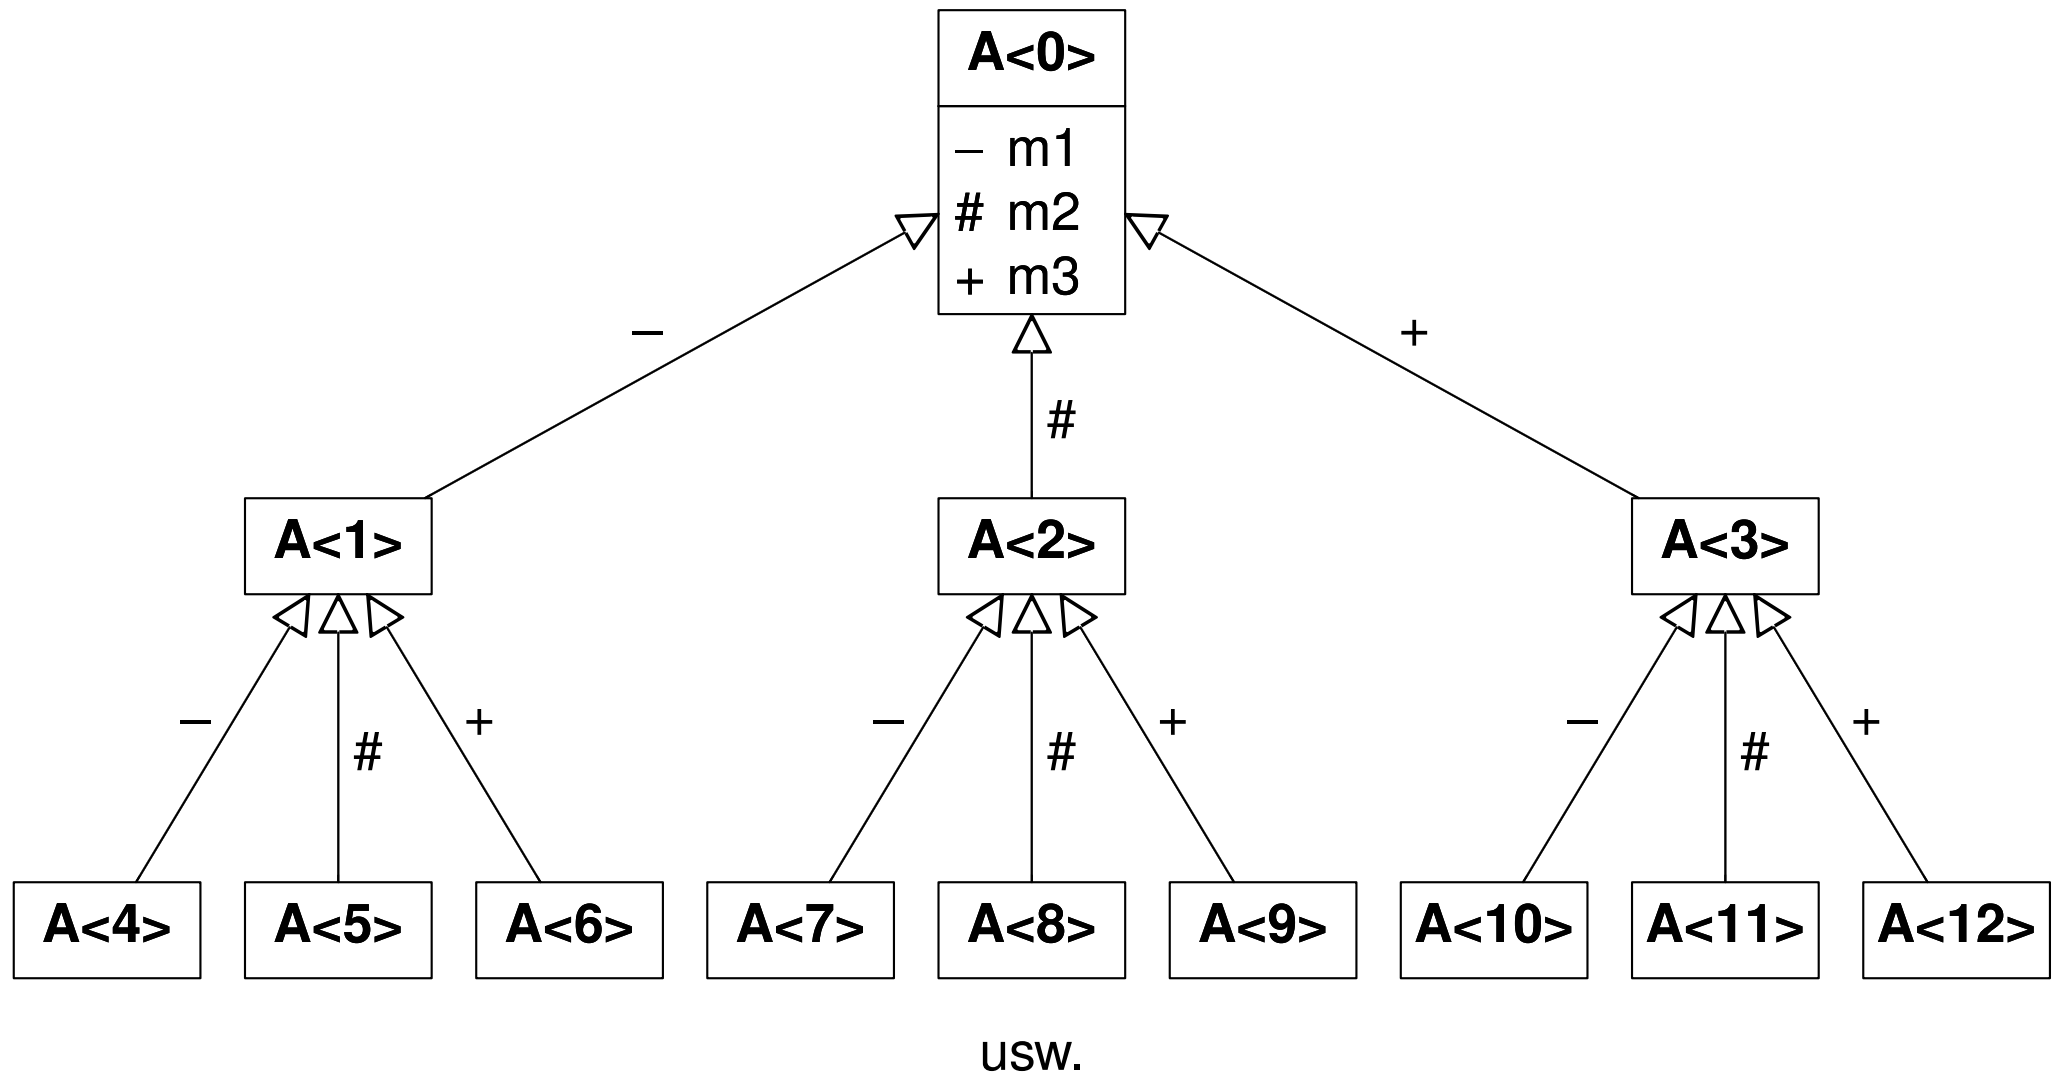 A<0>
– m1
# m2
+ m3
– # +
A<1> A<2> A<3>
– # + – # + – # +
A<4> A<5> A<6> A<7> A<8> A<9> A<10> A<11> A<12>
usw.